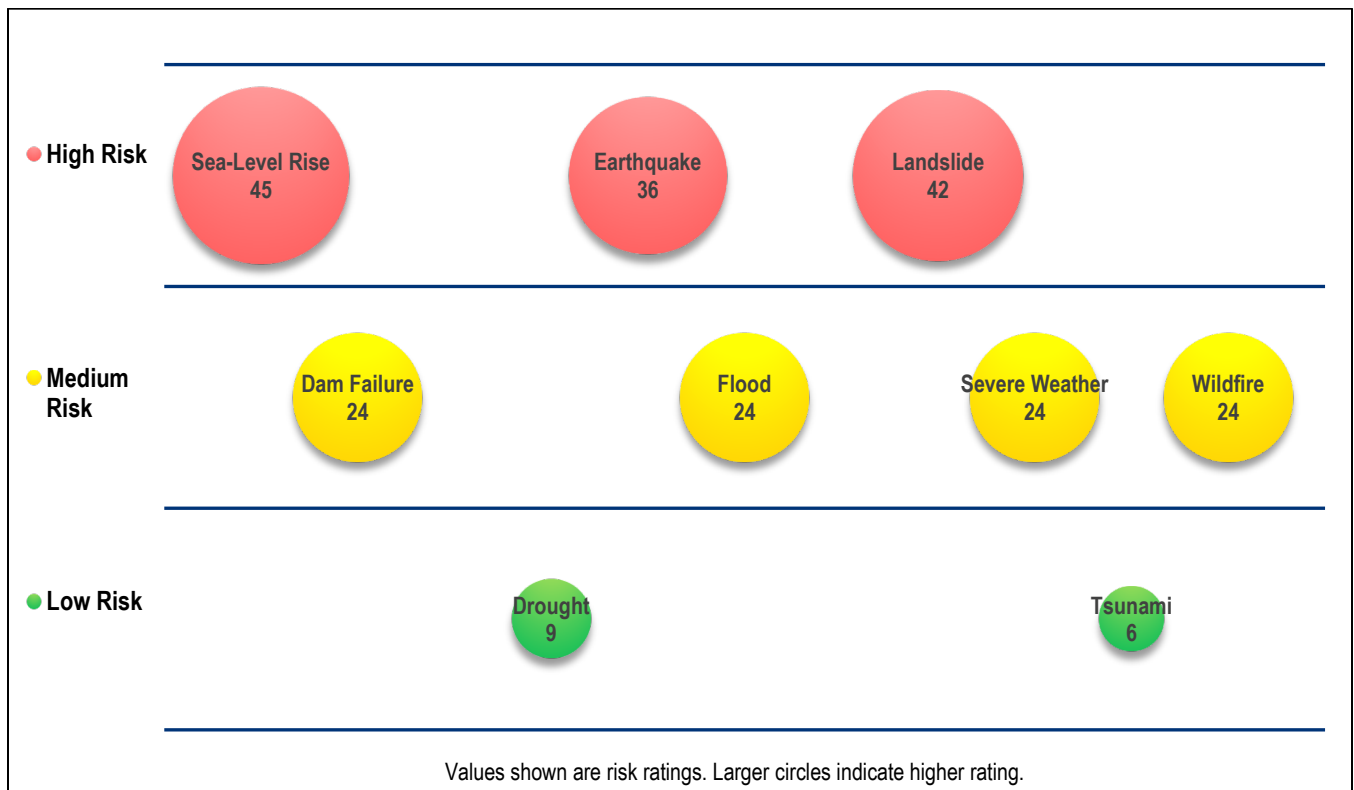 High Risk
Sea-Level Rise
45
Earthquake
36
Landslide
42
Medium
Risk
Dam Failure
24
Flood
24
Severe Weather
24
Wildfire
24
Low Risk
Drought
9
Tsunami
6
Values shown are risk ratings. Larger circles indicate higher rating.